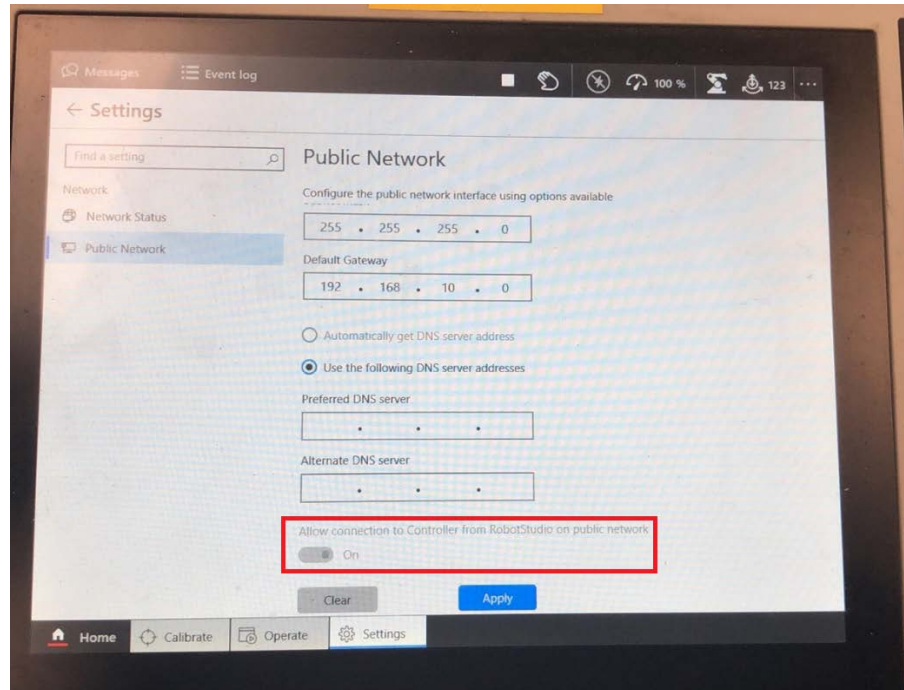 Messages
Event log
100 %
123
Settings
Find a setting
Public Network
Network
Configure the public network interface using options available
Network Status
255 . 255 . 255 . 0
Public Network
Default Gateway
192 . 168 . 10 . 0
Automatically get DNS server address
Use the following DNS server addresses
Preferred DNS server
Alternate DNS server
Allow connection to Controller from RobotStudio on public network
On
Clear
Apply
Home
Calibrate
Operate
Settings